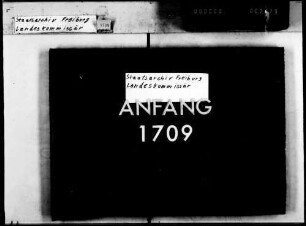 Staatsarchiv Freiburg
Landeskommissär
Staatsarchiv Freiburg
Landeskommissär
ANFANG
1709